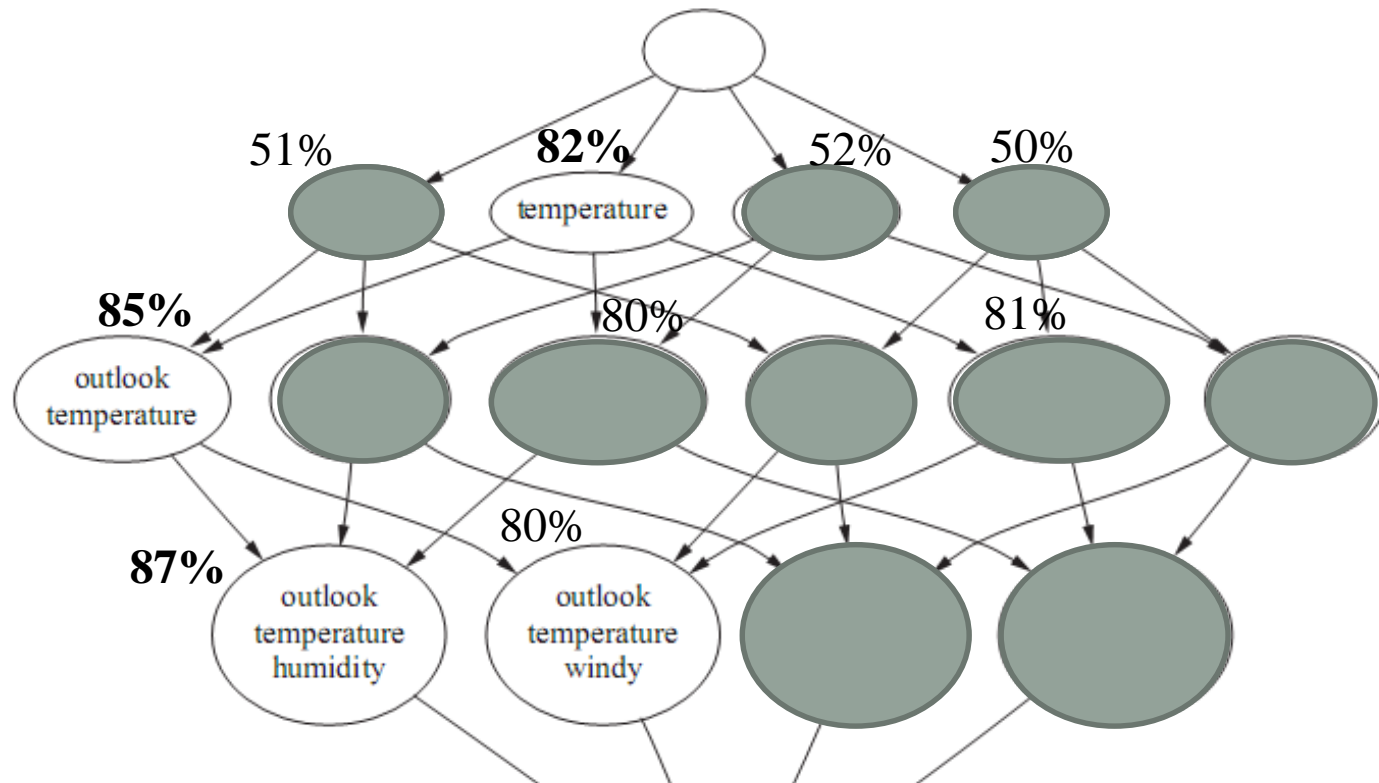 51%
82%
52%
50%
temperature
85%
80%
81%
outlook
temperature
80%
87%
outlook
temperature
humidity
outlook
temperature
windy